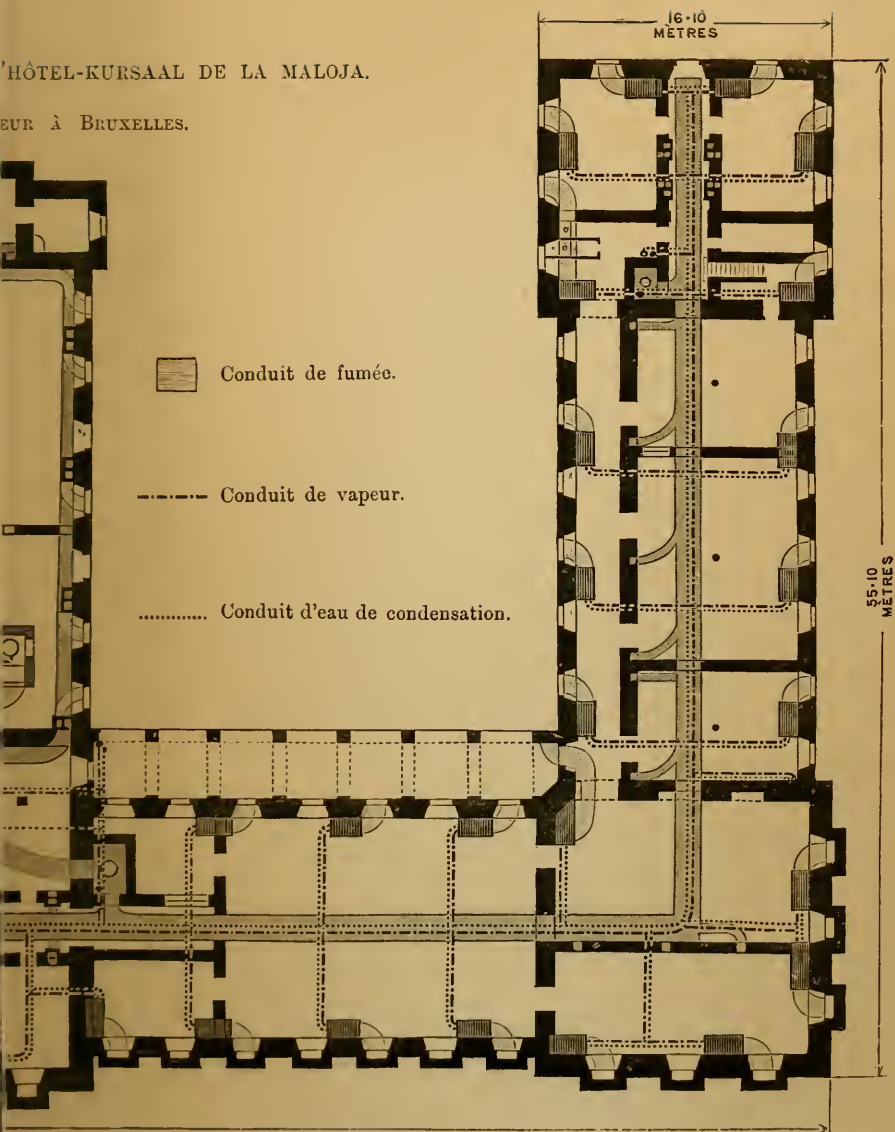 16·10
MÈTRES
'HÔTEL-KURSAAL DE LA MALOJA.
EUR À BRUXELLES.
Conduit de fumée.
Conduit de vapeur.
Conduit d'eau de condensation.
55·10
MÈTRES